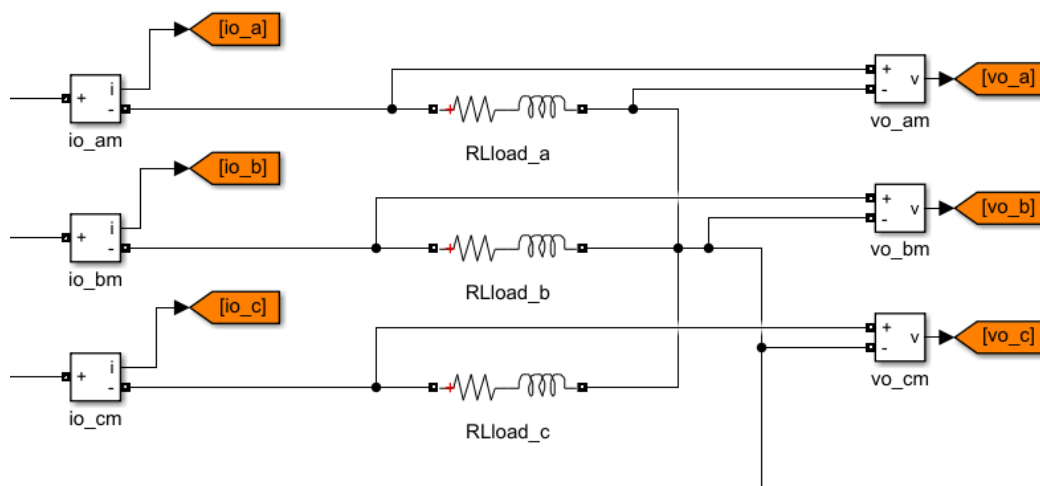 [io_a]
i
+
-
io_am
+
-
v
[vo_a]
vo_am
+
RLload_a
[io_b]
i
+
-
io_bm
+
-
v
[vo_b]
vo_bm
+
RLload_b
[io_c]
i
+
-
io_cm
+
-
v
[vo_c]
vo_cm
+
RLload_c